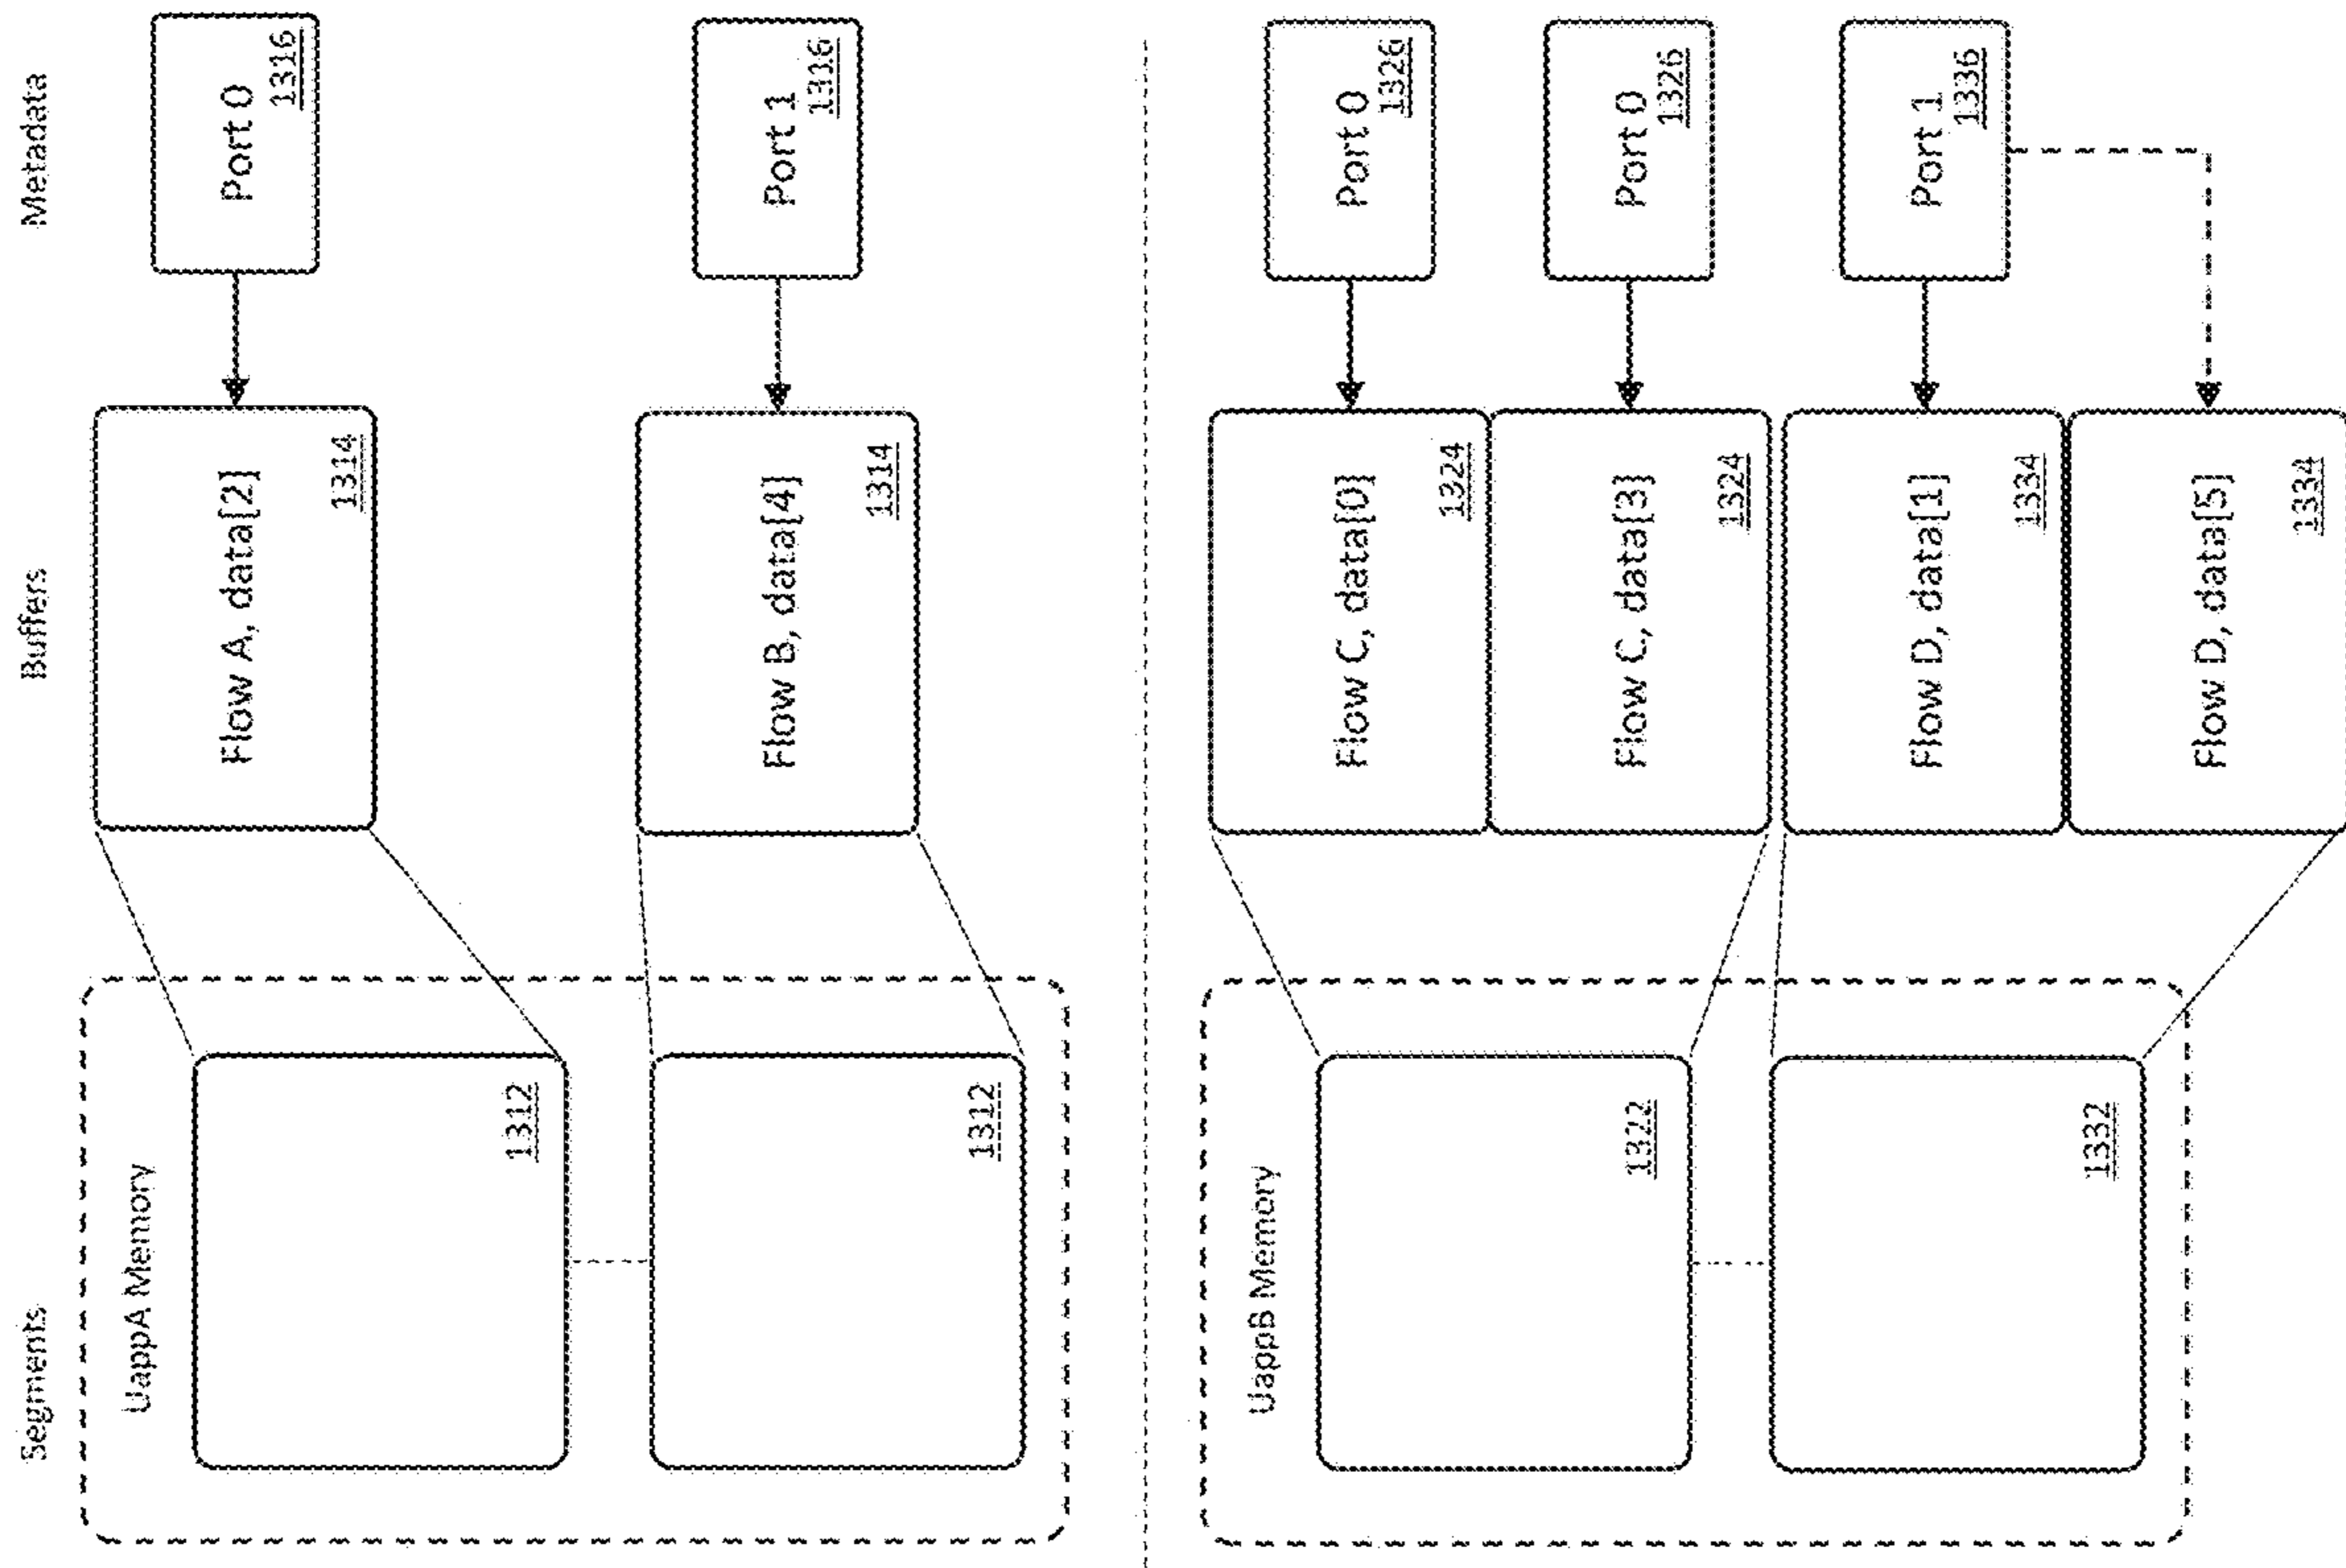 Segments
Buffers
Metadata
UappA Memory
1312
Flow A, data[2]
1314
Port 0
1316
1312
Flow B, data[4]
1314
Port 1
1316
UappB Memory
1322
Flow C, data[0]
1324
Port 0
1326
Flow C, data[3]
1324
Port 0
1326
1332
Flow D, data[1]
1334
Port 1
1336
Flow D, data[5]
1334